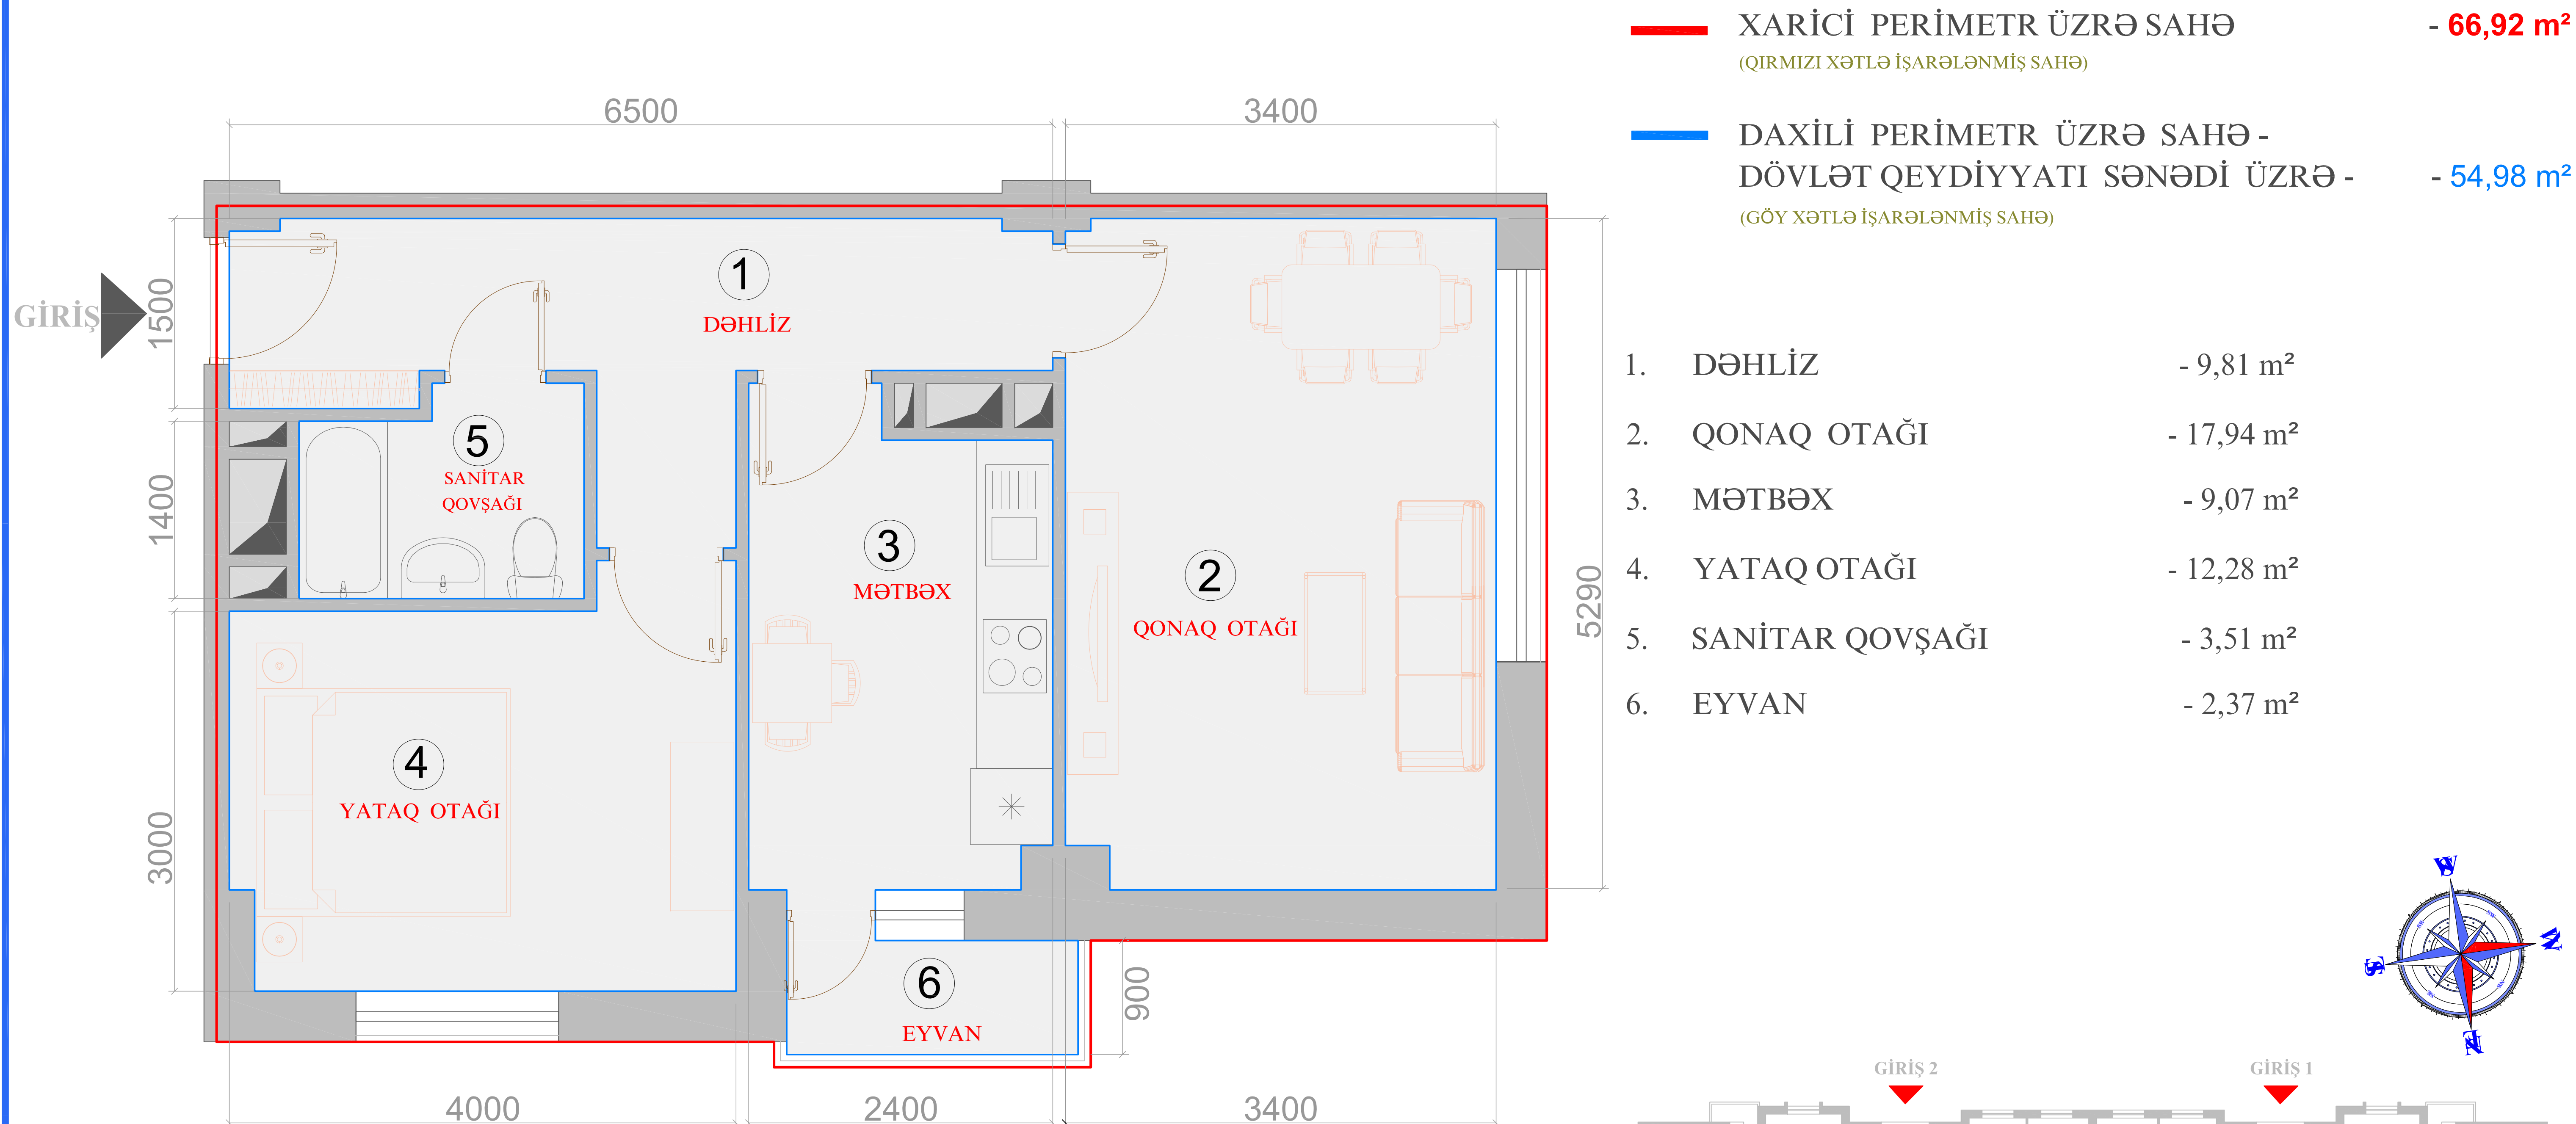 XARİCİ PERİMETR ÜZRƏ SAHƏ - 66,92 m²
(QIRMIZI XƏTLƏ İŞARƏLƏNMİŞ SAHƏ)
DAXİLİ PERİMETR ÜZRƏ SAHƏ -
DÖVLƏT QEYDİYYATI SƏNƏDİ ÜZRƏ - - 54,98 m²
(GÖY XƏTLƏ İŞARƏLƏNMİŞ SAHƏ)
6500
3400
GİRİŞ
1500
1400
3000
5290
900
1
DƏHLİZ
5
SANİTAR
QOVŞAĞI
3
MƏTBƏX
2
QONAQ OTAĞI
4
YATAQ OTAĞI
6
EYVAN
4000
2400
3400
1. DƏHLİZ - 9,81 m²
2. QONAQ OTAĞI - 17,94 m²
3. MƏTBƏX - 9,07 m²
4. YATAQ OTAĞI - 12,28 m²
5. SANİTAR QOVŞAĞI - 3,51 m²
6. EYVAN - 2,37 m²
GİRİŞ 2
GİRİŞ 1